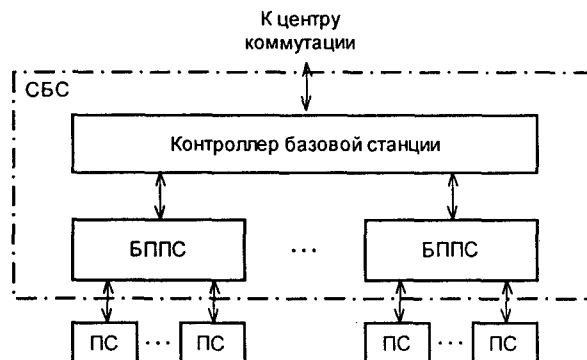 К центру
коммутации
СБС
Контроллер базовой станции
БППС ... БППС
ПС ... ПС ПС ... ПС